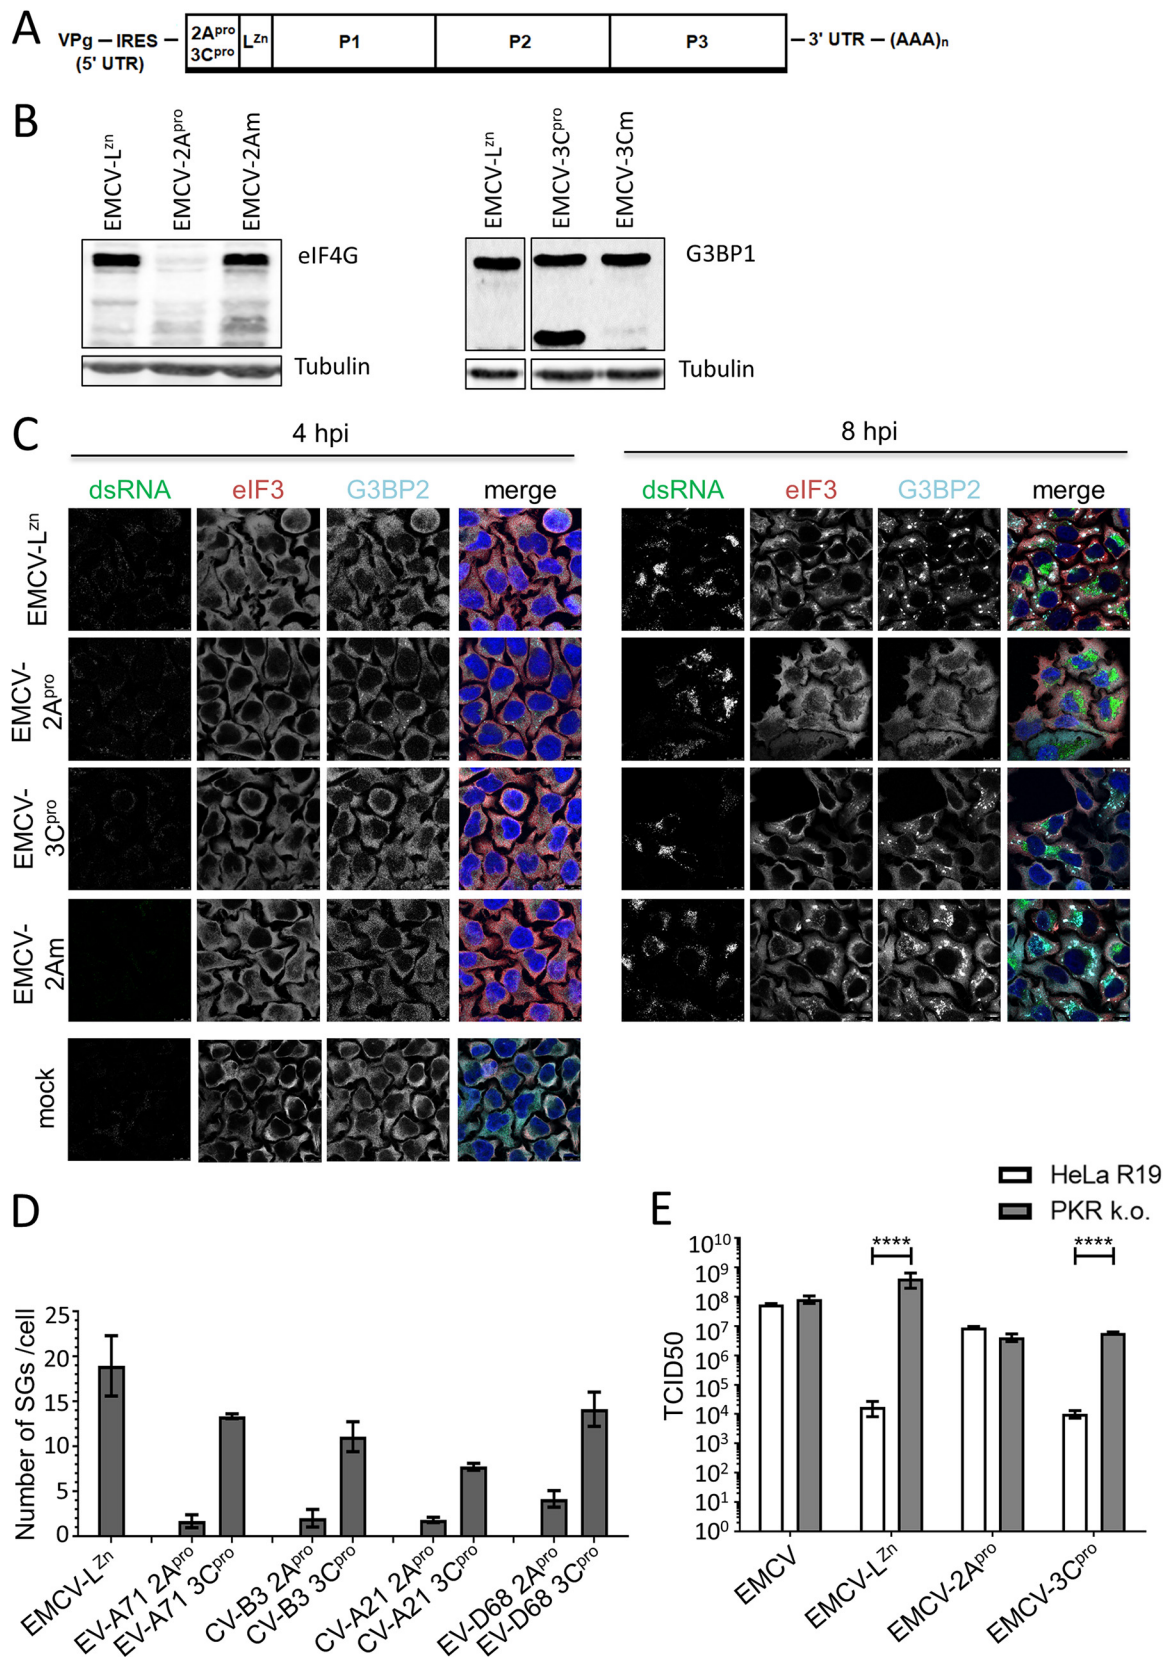 A
VPg – IRES –
(5' UTR)
2Apro
3Cpro
LZn
P1
P2
P3
– 3' UTR – (AAA)n
B
EMCV-Lzn
EMCV-2Apro
EMCV-2Am
eIF4G
Tubulin
EMCV-Lzn
EMCV-3Cpro
EMCV-3Cm
G3BP1
Tubulin
C
4 hpi
8 hpi
dsRNA eIF3 G3BP2 merge
dsRNA eIF3 G3BP2 merge
EMCV-Lzn
EMCV-
2Apro
EMCV-
3Cpro
EMCV-
2Am
mock
D
Number of SGs /cell
25
20
15
10
5
0
EMCV-LZn
EV-A71 2Apro
EV-A71 3Cpro
CV-B3 2Apro
CV-B3 3Cpro
CV-A21 2Apro
CV-A21 3Cpro
EV-D68 2Apro
EV-D68 3Cpro
E
HeLa R19
PKR k.o.
TCID50
10^10
10^9
10^8
10^7
10^6
10^5
10^4
10^3
10^2
10^1
10^0
****
****
EMCV
EMCV-LZn
EMCV-2Apro
EMCV-3Cpro